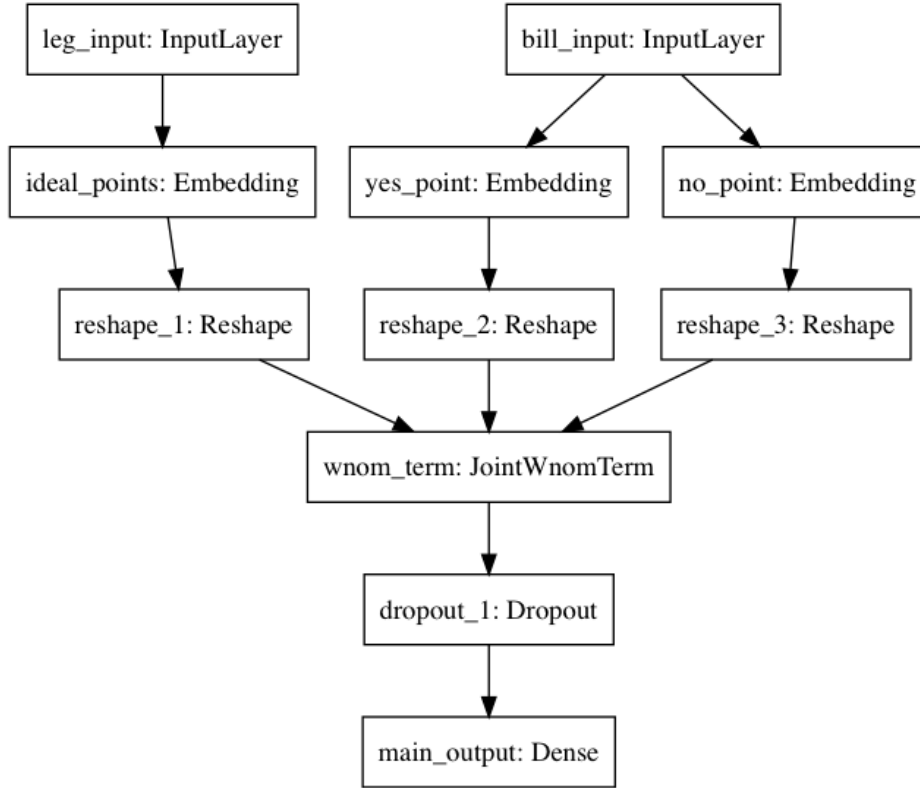 leg_input: InputLayer
bill_input: InputLayer
ideal_points: Embedding
yes_point: Embedding
no_point: Embedding
reshape_1: Reshape
reshape_2: Reshape
reshape_3: Reshape
wnom_term: JointWnomTerm
dropout_1: Dropout
main_output: Dense